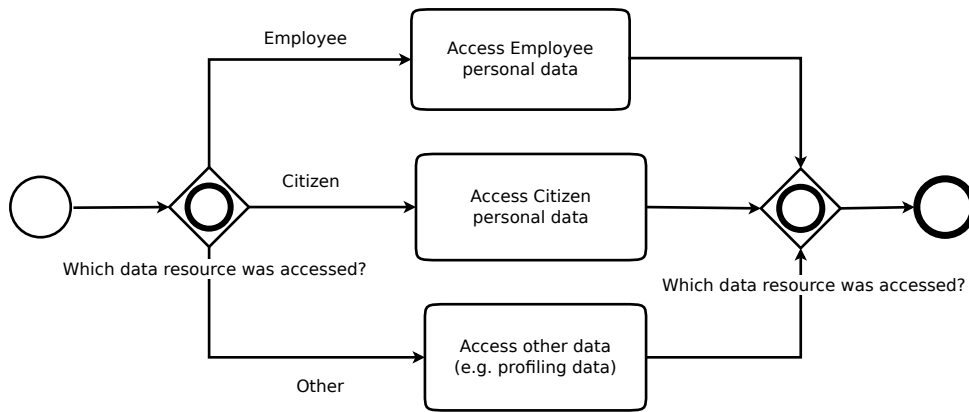 Employee
Access Employee
personal data
Citizen
Access Citizen
personal data
Which data resource was accessed?
Which data resource was accessed?
Access other data
(e.g. profiling data)
Other